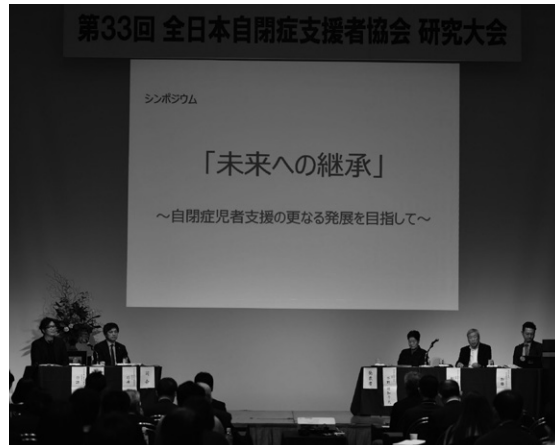 第33回 全日本自閉症支援者協会 研究大会
シンポジウム
「未来への継承」
～自閉症児者支援の更なる発展を目指して～